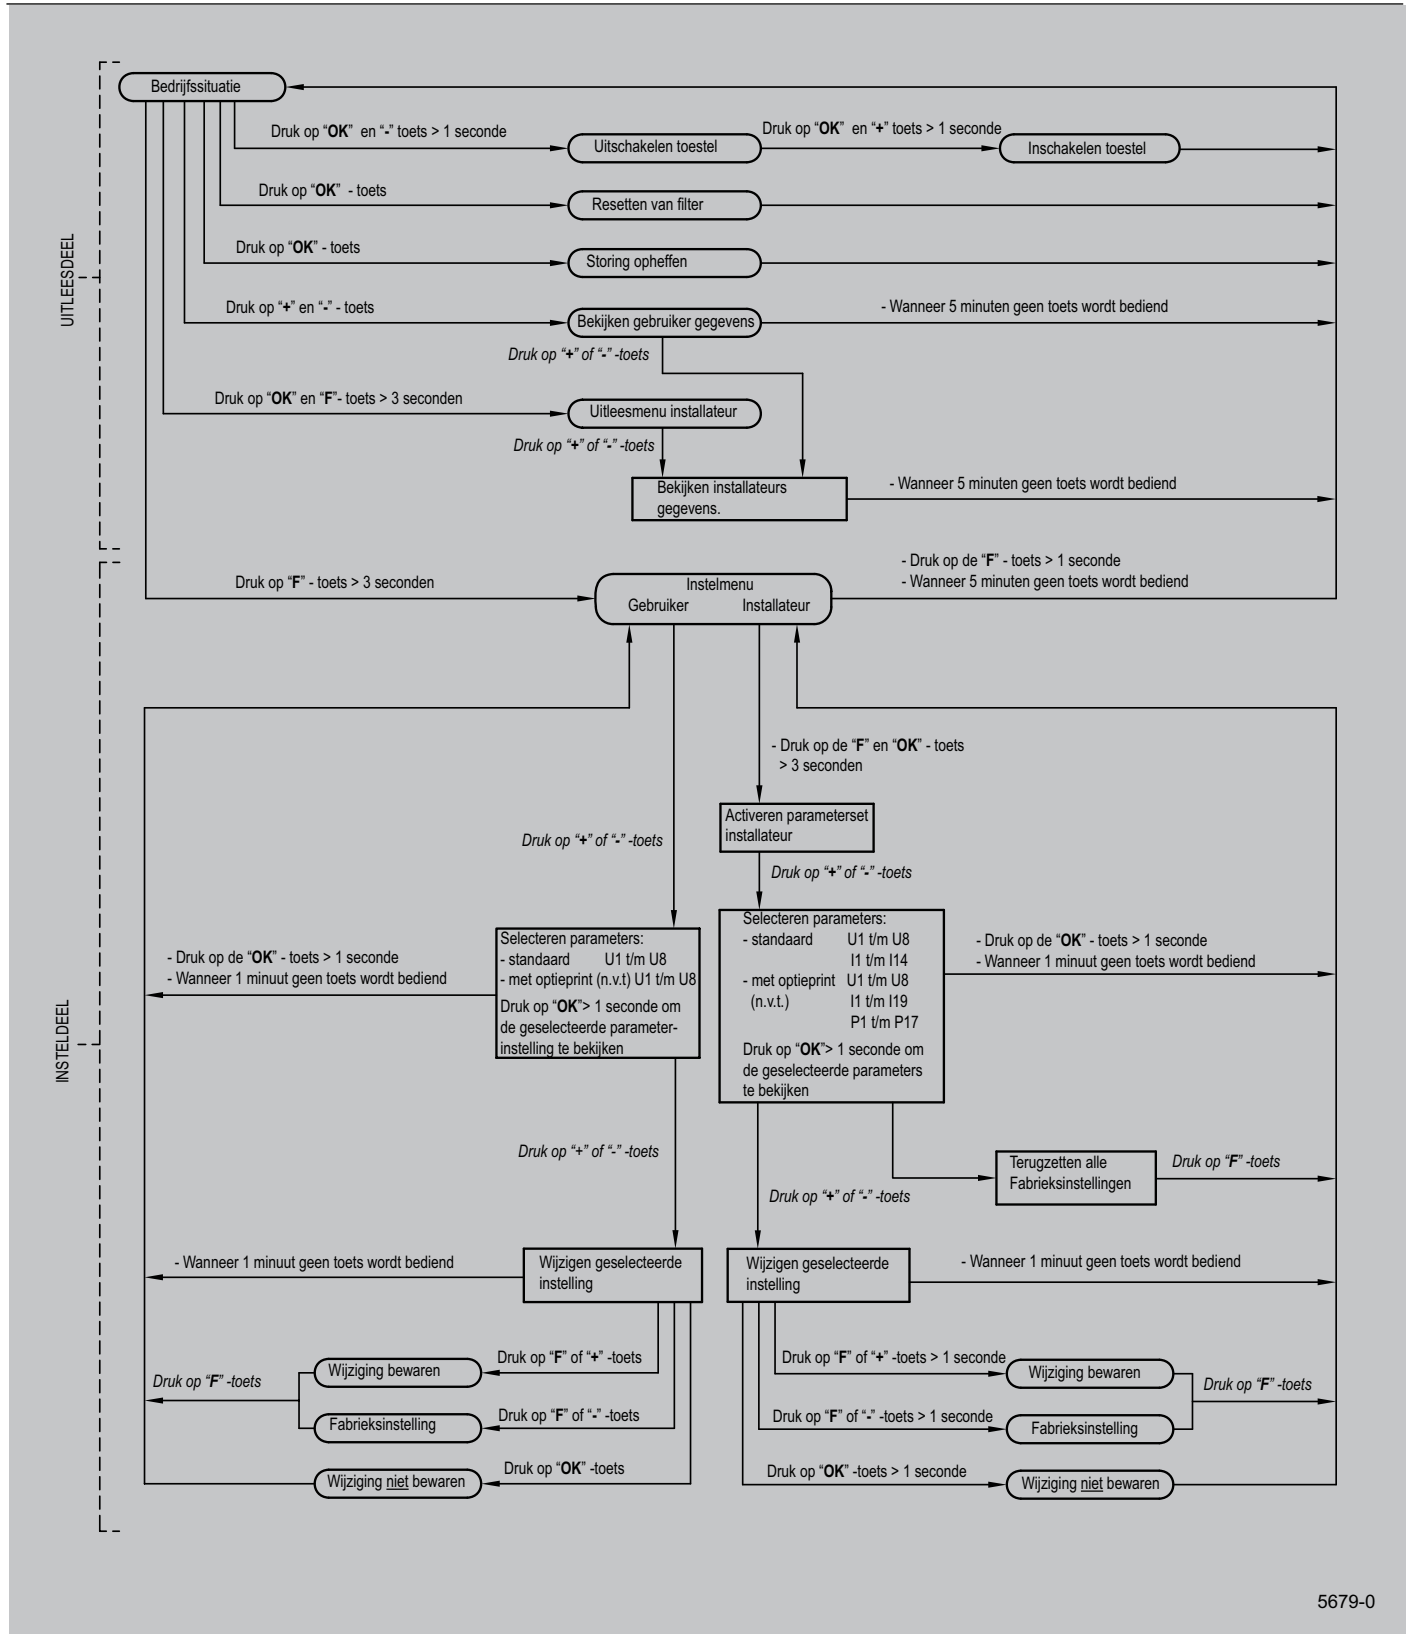 Bedrijfssituatie
Druk op “OK” en “-” toets > 1 seconde
Uitschakelen toestel
Druk op “OK” en “+” toets > 1 seconde
Inschakelen toestel
Druk op “OK” - toets
Resetten van filter
UITLEESDEEL
Druk op “OK” - toets
Storing opheffen
Druk op “+” en “-” - toets
Bekijken gebruiker gegevens
- Wanneer 5 minuten geen toets wordt bediend
Druk op “+” of “-” -toets
Druk op “OK” en “F”- toets > 3 seconden
Uitleesmenu installateur
Druk op “+” of “-” -toets
Bekijken installateurs
gegevens.
- Wanneer 5 minuten geen toets wordt bediend
Druk op “F” - toets > 3 seconden
Instelmenu
Gebruiker Installateur
- Druk op de “F” - toets > 1 seconde
- Wanneer 5 minuten geen toets wordt bediend
- Druk op de “F” en “OK” - toets
> 3 seconden
Activeren parameterset
installateur
Druk op “+” of “-” -toets
Druk op “+” of “-” -toets
INSTELDEEL
- Druk op de “OK” - toets > 1 seconde
- Wanneer 1 minuut geen toets wordt bediend
Selecteren parameters:
- standaard U1 t/m U8
- met optieprint (n.v.t) U1 t/m U8
Druk op “OK”> 1 seconde om
de geselecteerde parameter-
instelling te bekijken
Selecteren parameters:
- standaard U1 t/m U8
I1 t/m I14
- met optieprint U1 t/m U8
(n.v.t.) I1 t/m I19
P1 t/m P17
Druk op “OK”> 1 seconde om
de geselecteerde parameters
te bekijken
- Druk op de “OK” - toets > 1 seconde
- Wanneer 1 minuut geen toets wordt bediend
Druk op “+” of “-” -toets
Druk op “+” of “-” -toets
Terugzetten alle
Fabrieksinstellingen
Druk op “F” -toets
- Wanneer 1 minuut geen toets wordt bediend
Wijzigen geselecteerde
instelling
Wijzigen geselecteerde
instelling
- Wanneer 1 minuut geen toets wordt bediend
Druk op “F” -toets
Wijziging bewaren
Druk op “F” of “+” -toets
Fabrieksinstelling
Druk op “F” of “-” -toets
Wijziging niet bewaren
Druk op “OK” -toets
Druk op “F” of “+” -toets > 1 seconde
Wijziging bewaren
Druk op “F” -toets
Druk op “F” of “-” -toets > 1 seconde
Fabrieksinstelling
Druk op “OK” -toets > 1 seconde
Wijziging niet bewaren
5679-0